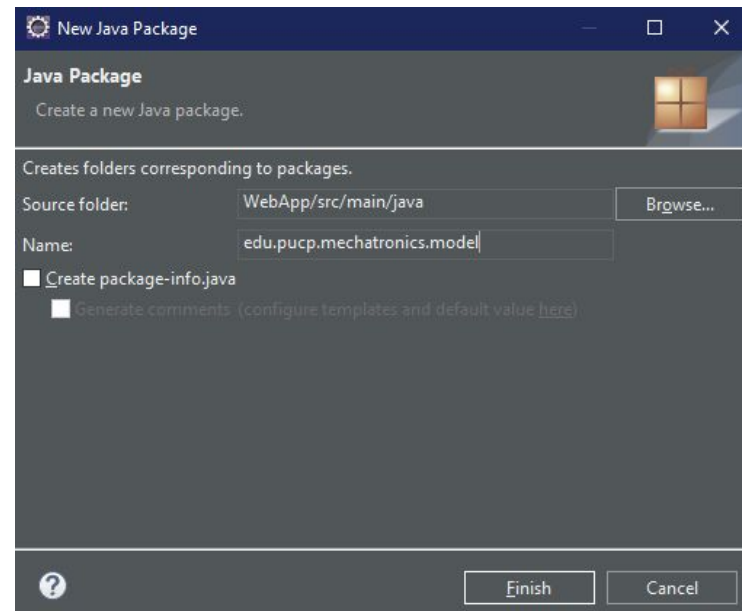 New Java Package
Java Package
Create a new Java package.
Creates folders corresponding to packages.
Source folder: WebApp/src/main/java Browse...
Name: edu.pucp.mechatronics.model
Create package-info.java
Generate comments (configure templates and default value here)
? Finish Cancel